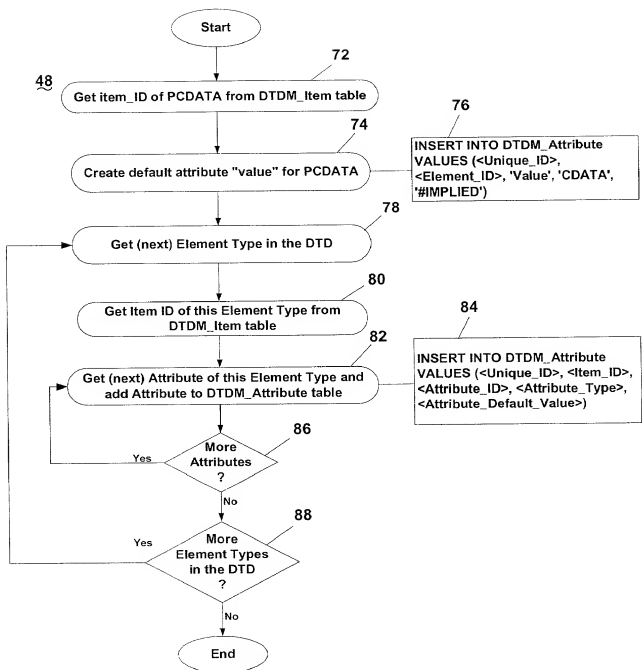 Start
72
48
Get item_ID of PCDATA from DTDM_Item table
74
76
Create default attribute "value" for PCDATA
INSERT INTO DTDM_Attribute
VALUES (<Unique_ID>,
<Element_ID>, 'Value', 'CDATA',
'#IMPLIED')
78
Get (next) Element Type in the DTD
80
Get Item ID of this Element Type from
DTDM_Item table
82
84
Get (next) Attribute of this Element Type and
add Attribute to DTDM_Attribute table
INSERT INTO DTDM_Attribute
VALUES (<Unique_ID>, <Item_ID>,
<Attribute_ID>, <Attribute_Type>,
<Attribute_Default_Value>)
86
More
Attributes
?
Yes
No
88
More
Element Types
in the DTD
?
Yes
No
End